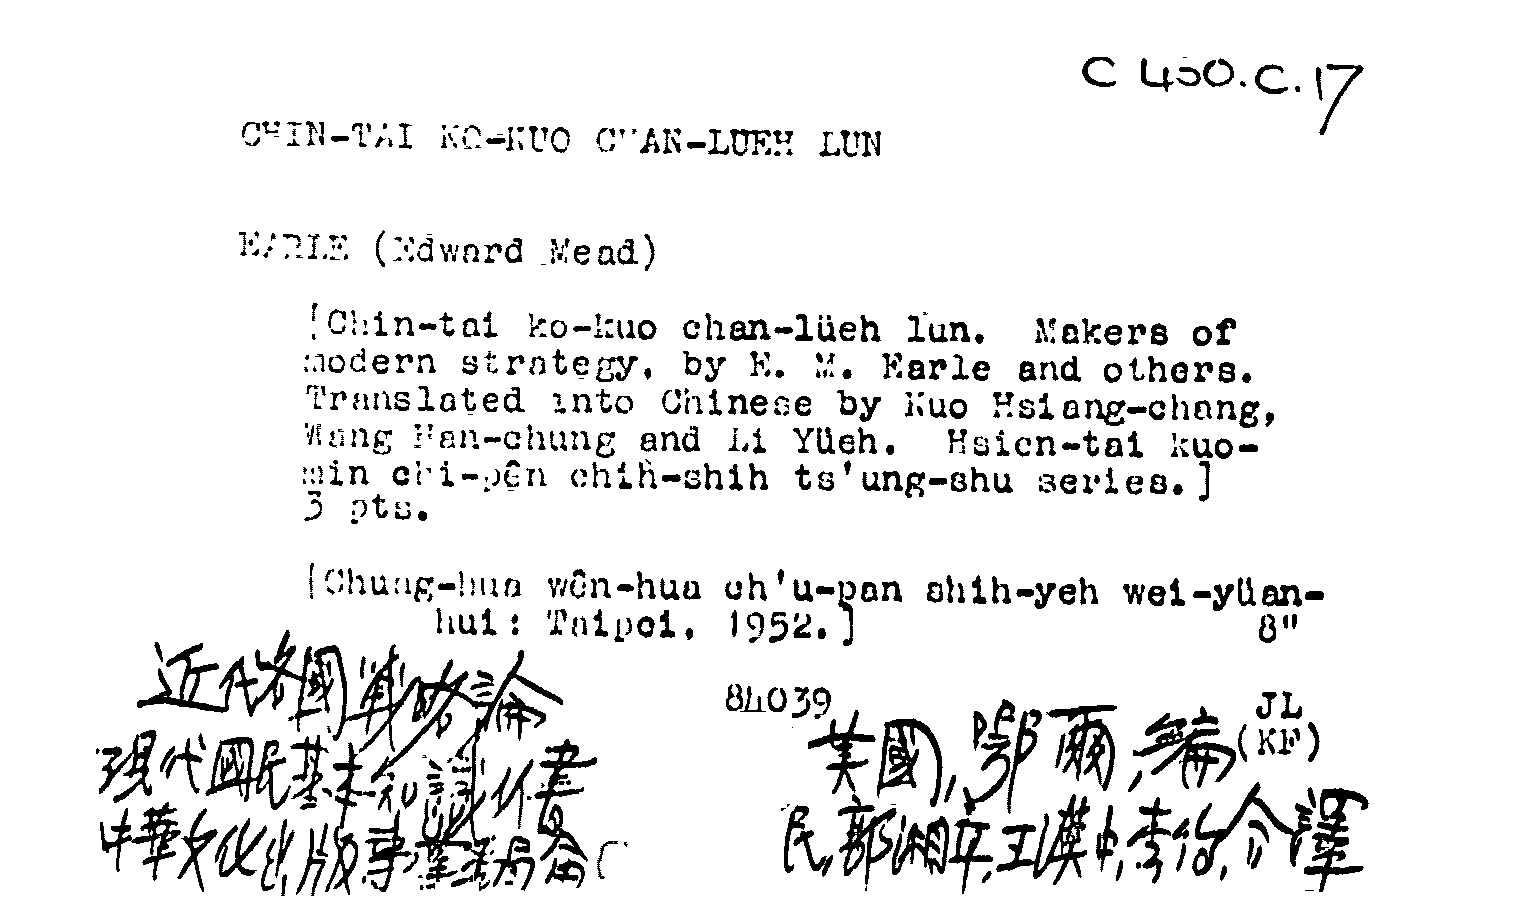 C 450.C.17
CHIN-TAI KO-KUO CHAN-LUEH LUN
EARLE (Edward Mead)
[Chin-tai ko-kuo chan-lüeh lun. Makers of
modern strategy, by E. M. Earle and others.
Translated into Chinese by Kuo Hsiang-chang,
Wang Han-chung and Li Yüeh. Hsien-tai kuo-
min chi-pên chih-shih ts'ung-shu series.]
3 pts.
[Chung-hua wên-hua ch'u-pan shih-yeh wei-yüan-
hui: Taipei, 1952.]
8"
84039
JL
(KF)
近代各國戰略論
現代國民基本知識叢書
中華文化出版事業委員會
美國, 鄂爾, 編
民, 郭湘章, 王漢中, 李 譯